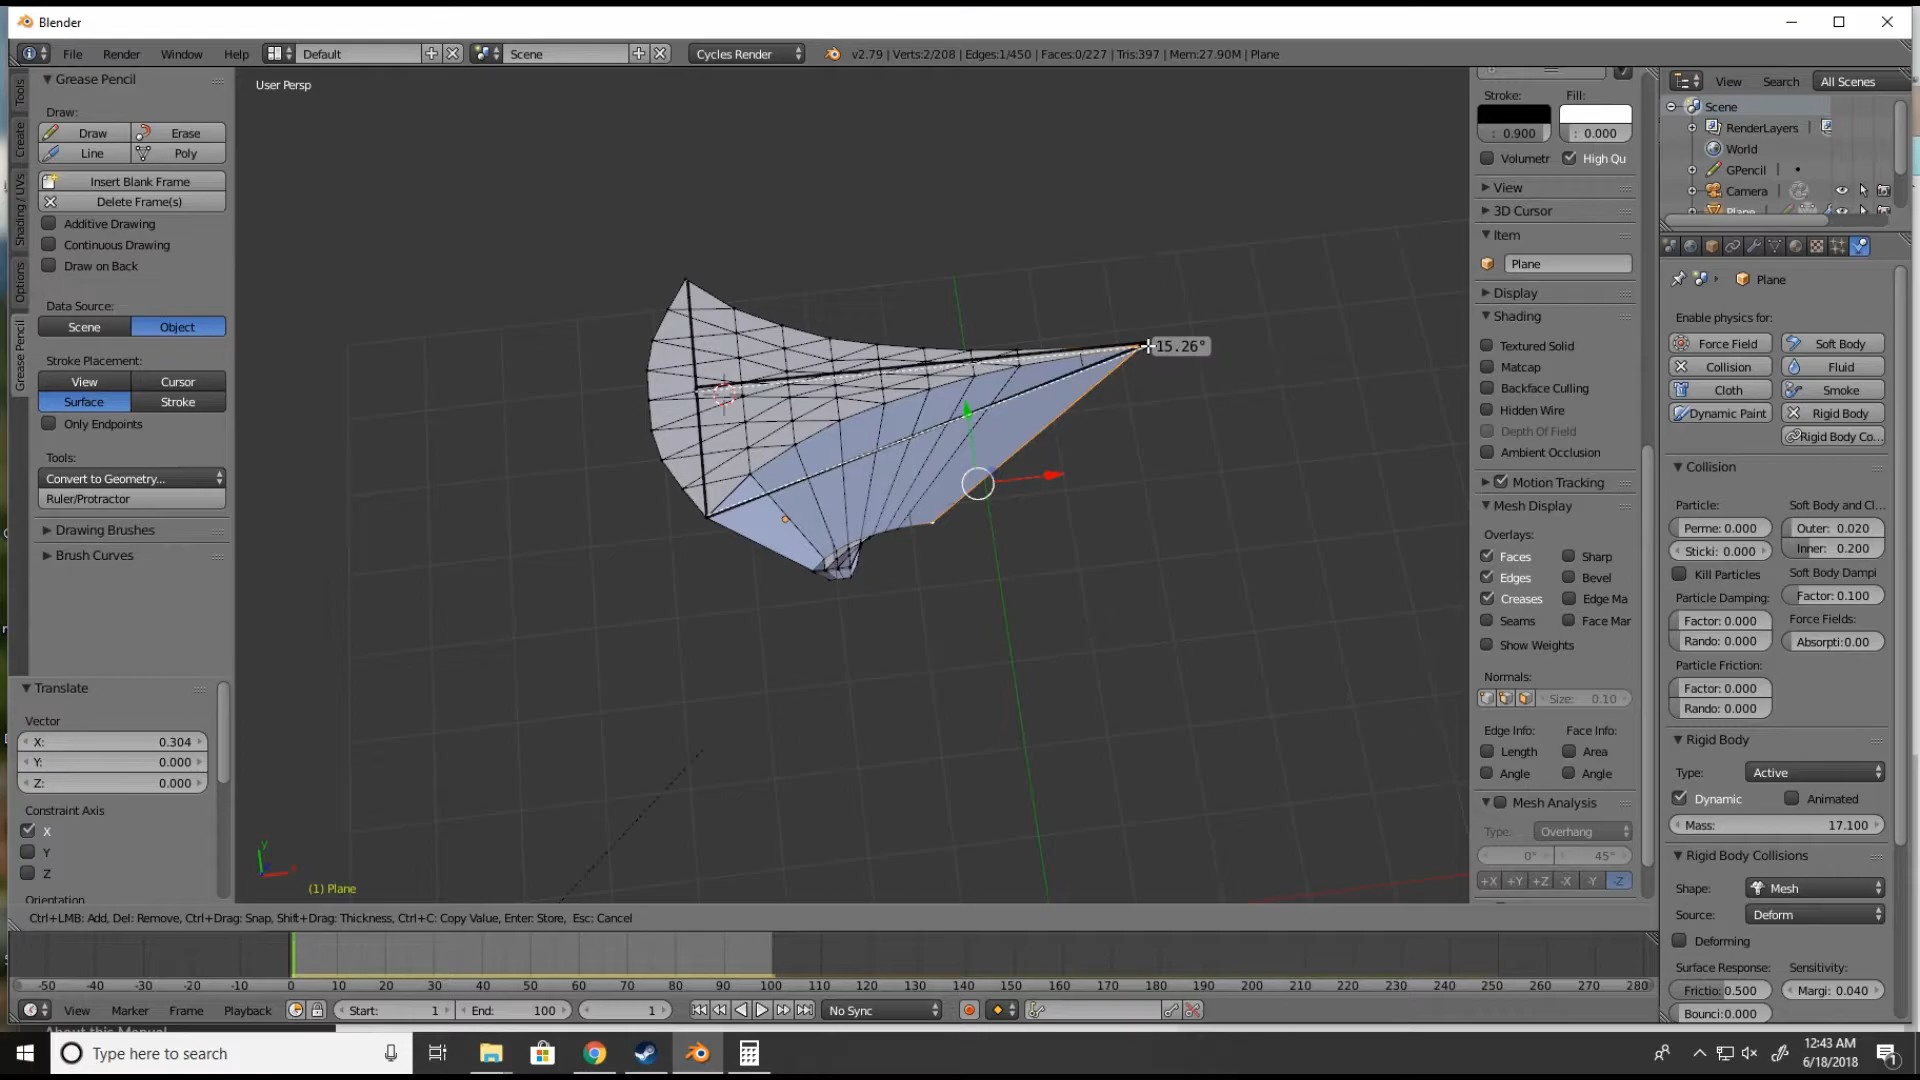 Blender
File Render Window Help Default Scene Cycles Render v2.79 | Verts:2/208 | Edges:1/450 | Faces:0/227 | Tris:397 | Mem:27.90M | Plane
Tools
Create
Shading / UVs
Options
Grease Pencil
Grease Pencil
Draw:
Draw Erase
Line Poly
Insert Blank Frame
Delete Frame(s)
Additive Drawing
Continuous Drawing
Draw on Back
Data Source:
Scene Object
Stroke Placement:
View Cursor
Surface Stroke
Only Endpoints
Tools:
Convert to Geometry...
Ruler/Protractor
Drawing Brushes
Brush Curves
Translate
Vector
X: 0.304
Y: 0.000
Z: 0.000
Constraint Axis
X
Y
Z
Orientation
User Persp
15.26°
y
(1) Plane
Stroke: Fill:
: 0.900 : 0.000
Volumetr High Qu
View
3D Cursor
Item
Plane
Display
Shading
Textured Solid
Matcap
Backface Culling
Hidden Wire
Depth Of Field
Ambient Occlusion
Motion Tracking
Mesh Display
Overlays:
Faces Sharp
Edges Bevel
Creases Edge Ma
Seams Face Mar
Show Weights
Normals:
Size: 0.10
Edge Info: Face Info:
Length Area
Angle Angle
Mesh Analysis
Type: Overhang
0° 45°
+X +Y +Z -X -Y -Z
View Search All Scenes
Scene
RenderLayers
World
GPencil
Camera
Plane
Plane
Enable physics for:
Force Field Soft Body
Collision Fluid
Cloth Smoke
Dynamic Paint Rigid Body
Rigid Body Co...
Collision
Particle: Soft Body and Cl...
Perme: 0.000 Outer: 0.020
Sticki: 0.000 Inner: 0.200
Kill Particles Soft Body Dampi
Particle Damping: Factor: 0.100
Factor: 0.000 Force Fields:
Rando: 0.000 Absorpti:0.00
Particle Friction:
Factor: 0.000
Rando: 0.000
Rigid Body
Type: Active
Dynamic Animated
Mass: 17.100
Rigid Body Collisions
Shape: Mesh
Source: Deform
Deforming
Surface Response: Sensitivity:
Frictio: 0.500 Margi: 0.040
Bounci:0.000
Ctrl+LMB: Add, Del: Remove, Ctrl+Drag: Snap, Shift+Drag: Thickness, Ctrl+C: Copy Value, Enter: Store, Esc: Cancel
-50 -40 -30 -20 -10 0 10 20 30 40 50 60 70 80 90 100 110 120 130 140 150 160 170 180 190 200 210 220 230 240 250 260 270 280
View Marker Frame Playback Start: 1 End: 100 1 No Sync
About this Manual
Type here to search
12:43 AM
6/18/2018